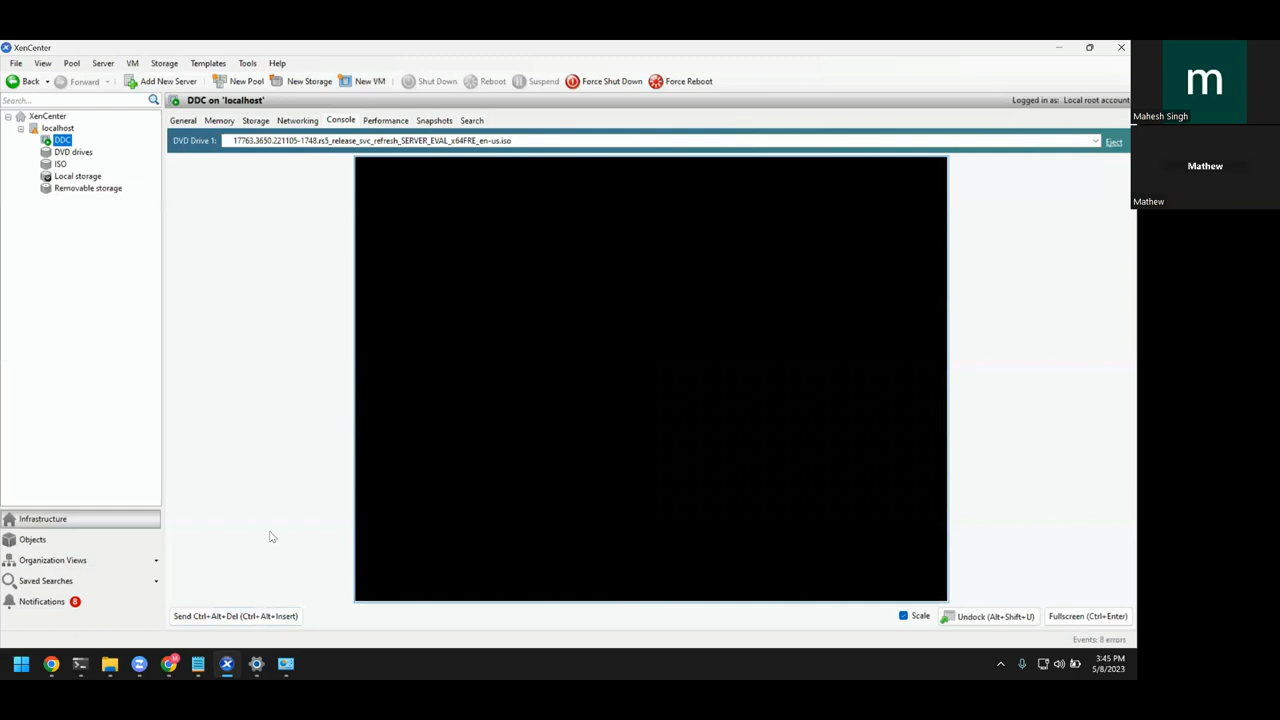 XenCenter
File View Pool Server VM Storage Templates Tools Help
Back Forward Add New Server New Pool New Storage New VM Shut Down Reboot Suspend Force Shut Down Force Reboot
Search...
DDC on 'localhost'
Logged in as: Local root account
XenCenter
localhost
DDC
DVD drives
ISO
Local storage
Removable storage
General Memory Storage Networking Console Performance Snapshots Search
DVD Drive 1: 17763.3650.221105-1748.rs5_release_svc_refresh_SERVER_EVAL_x64FRE_en-us.iso Eject
m
Mahesh Singh
Mathew
Mathew
Infrastructure
Objects
Organization Views
Saved Searches
Notifications 8
Send Ctrl+Alt+Del (Ctrl+Alt+Insert)
Scale Undock (Alt+Shift+U) Fullscreen (Ctrl+Enter)
Events: 8 errors
3:45 PM
5/8/2023